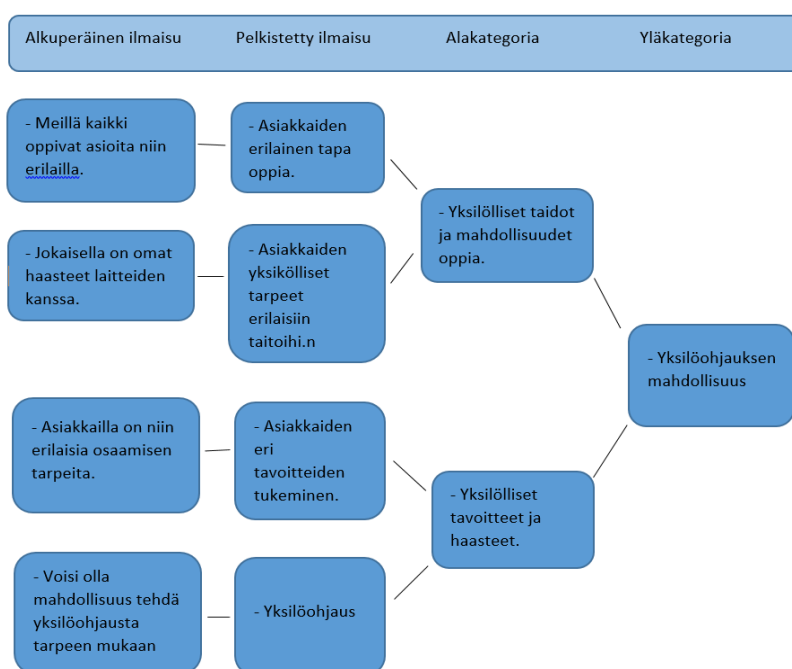 Alkuperäinen ilmaisu
Pelkistetty ilmaisu
Alakategoria
Yläkategoria
- Meillä kaikki
oppivat asioita niin
erilailla.
- Asiakkaiden
erilainen tapa
oppia.
- Yksilölliset taidot
ja mahdollisuudet
oppia.
- Jokaisella on omat
haasteet laitteiden
kanssa.
- Asiakkaiden
yksikölliset
tarpeet
erilaisiin
taitoihi.n
- Yksilöohjauksen
mahdollisuus
- Asiakkailla on niin
erilaisia osaamisen
tarpeita.
- Asiakkaiden
eri
tavoitteiden
tukeminen.
- Yksilölliset
tavoitteet ja
haasteet.
- Voisi olla
mahdollisuus tehdä
yksilöohjausta
tarpeen mukaan
- Yksilöohjaus